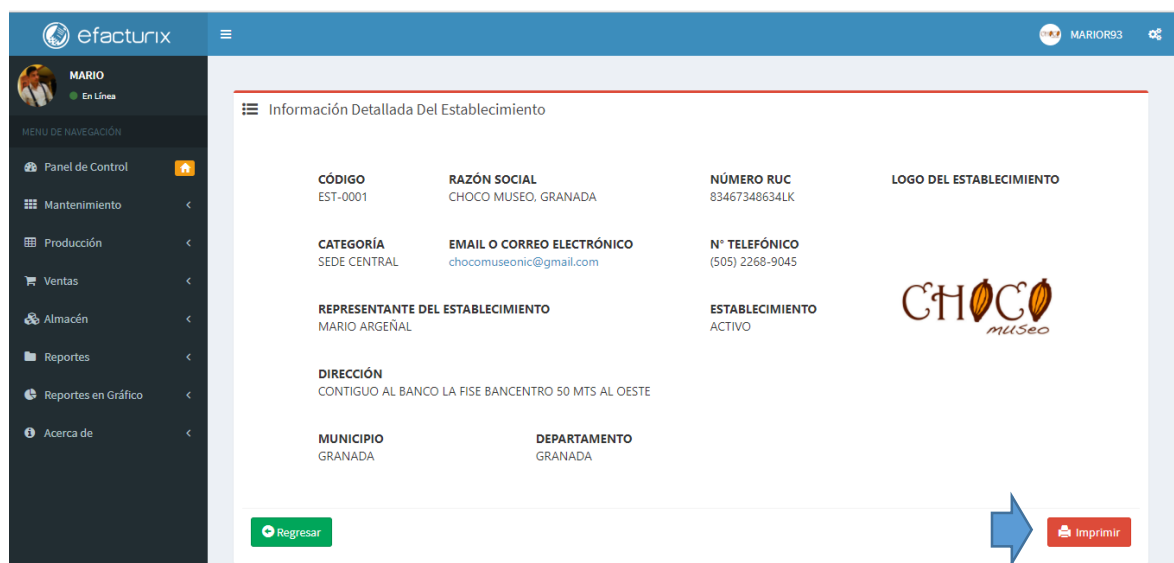 efacturix
MARIOR93
MARIO
En Línea
MENU DE NAVEGACIÓN
Panel de Control
Mantenimiento
Producción
Ventas
Almacén
Reportes
Reportes en Gráfico
Acerca de
Información Detallada Del Establecimiento
CÓDIGO RAZÓN SOCIAL NÚMERO RUC LOGO DEL ESTABLECIMIENTO
EST-0001 CHOCO MUSEO, GRANADA 83467348634LK
CATEGORÍA EMAIL O CORREO ELECTRÓNICO N° TELEFÓNICO
SEDE CENTRAL chocomuseonic@gmail.com (505) 2268-9045
CHOCO
museo
REPRESENTANTE DEL ESTABLECIMIENTO ESTABLECIMIENTO
MARIO ARGEÑAL ACTIVO
DIRECCIÓN
CONTIGUO AL BANCO LA FISE BANCENTRO 50 MTS AL OESTE
MUNICIPIO DEPARTAMENTO
GRANADA GRANADA
Regresar Imprimir